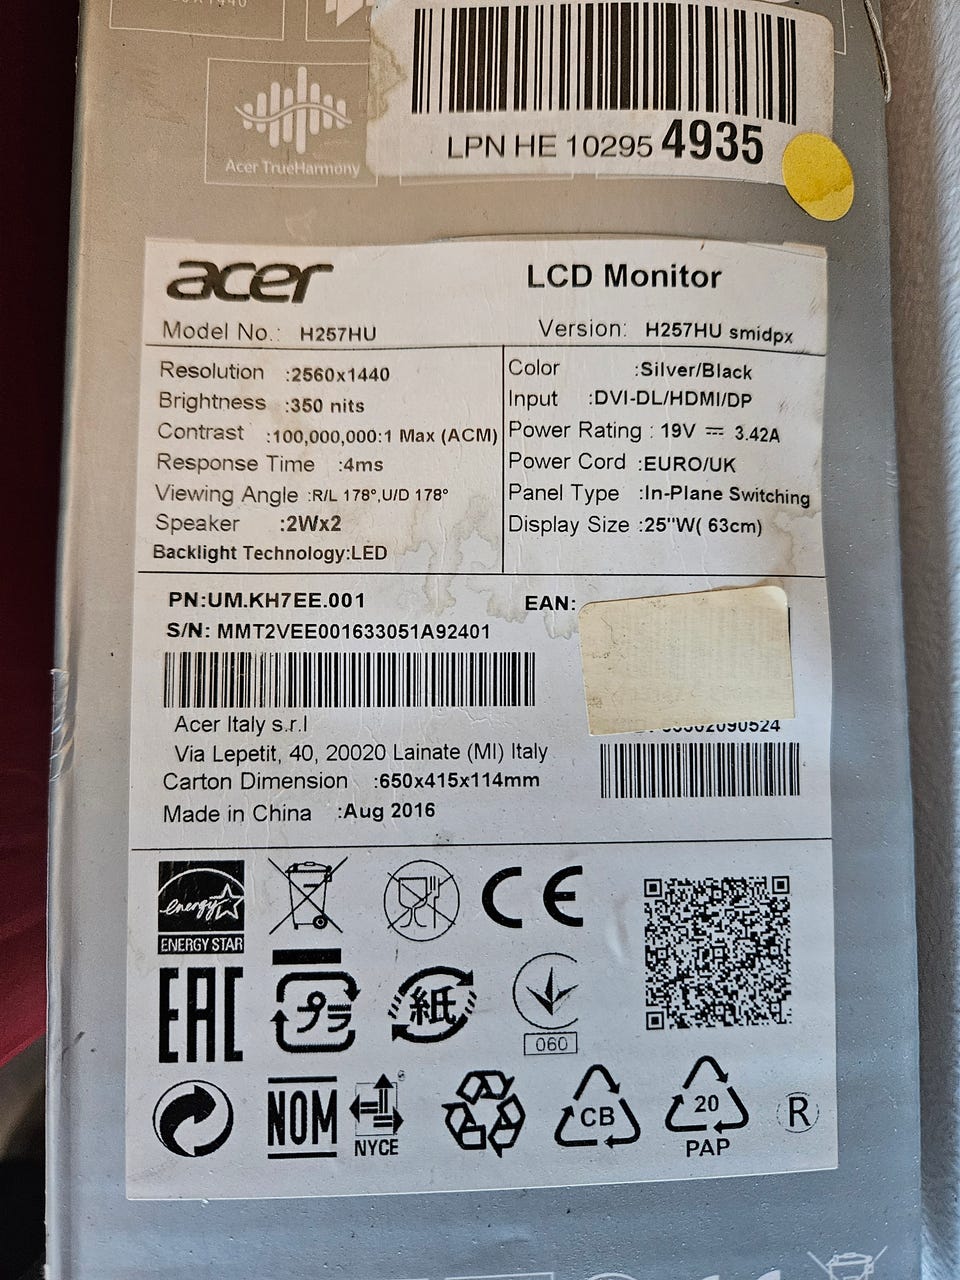 LPN HE 10295 4935
Acer TrueHarmony
acer
LCD Monitor
Model No.: H257HU
Version: H257HU smidpx
Resolution :2560x1440
Brightness :350 nits
Contrast :100,000,000:1 Max (ACM)
Response Time :4ms
Viewing Angle :R/L 178°,U/D 178°
Speaker :2Wx2
Backlight Technology:LED
Color :Silver/Black
Input :DVI-DL/HDMI/DP
Power Rating : 19V ⎓ 3.42A
Power Cord :EURO/UK
Panel Type :In-Plane Switching
Display Size :25"W( 63cm)
PN:UM.KH7EE.001
EAN:
S/N: MMT2VEE001633051A92401
Acer Italy s.r.l
Via Lepetit, 40, 20020 Lainate (MI) Italy
Carton Dimension :650x415x114mm
Made in China :Aug 2016
energy
ENERGY STAR
CE
EAC
プラ
紙
060
NOM
NYCE
CB
20
PAP
R